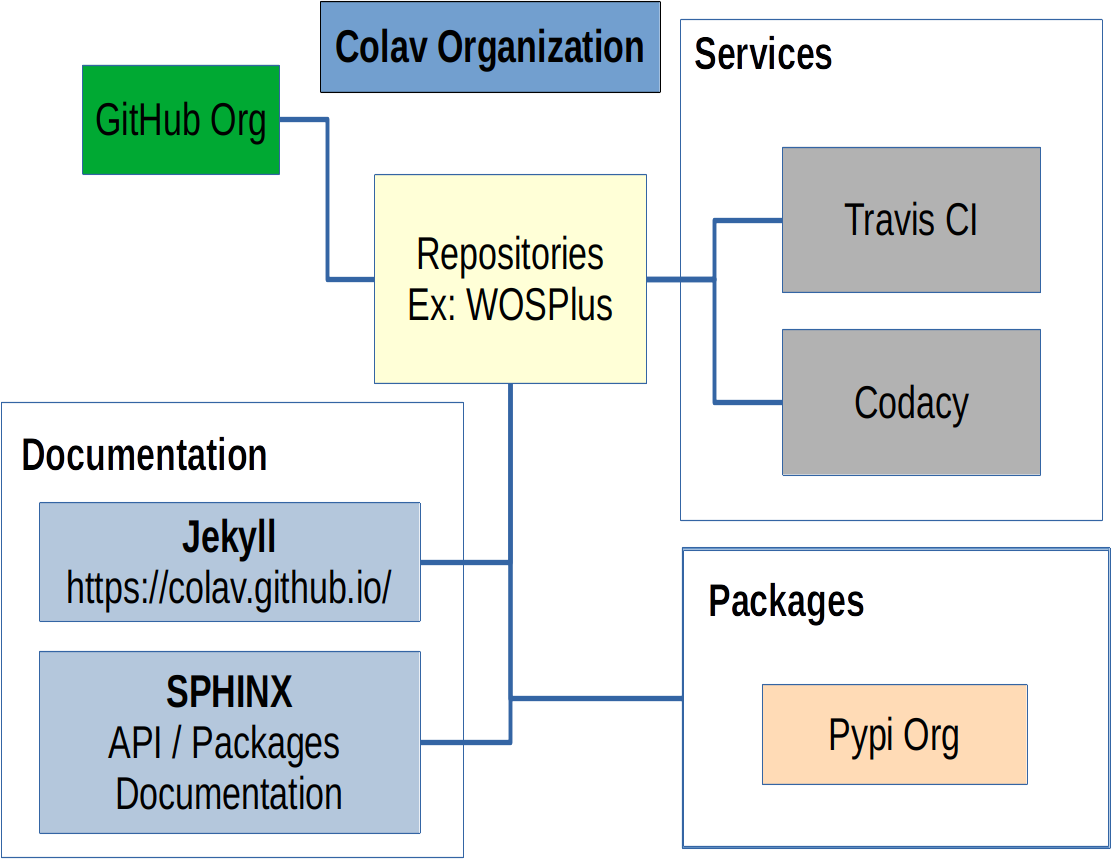 Colav Organization
GitHub Org
Repositories
Ex: WOSPlus
Services
Travis CI
Codacy
Documentation
Jekyll
https://colav.github.io/
SPHINX
API / Packages
Documentation
Packages
Pypi Org